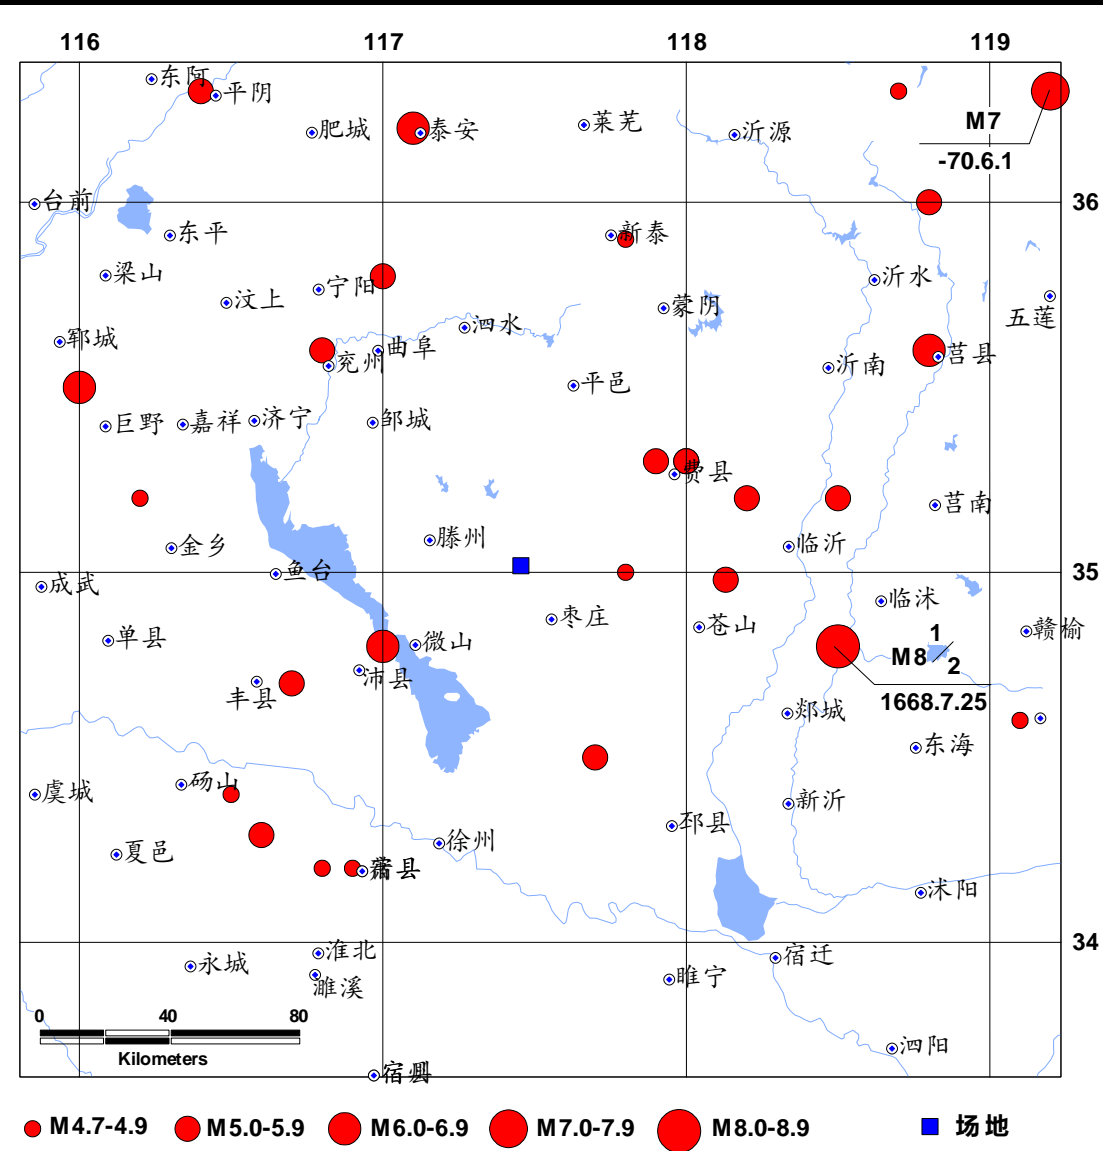 116 117 118 119
东阿
平阴
肥城
泰安
莱芜
沂源
M7
-70.6.1
台前
36
东平
新泰
梁山
宁阳
沂水
汶上
蒙阴
五莲
郓城
泗水
曲阜
兖州
莒县
沂南
平邑
巨野
嘉祥
济宁
邹城
费县
莒南
金乡
滕州
临沂
鱼台
35
成武
枣庄
临沭
单县
微山
苍山
赣榆
M8 1/2
1668.7.25
沛县
丰县
郯城
东海
砀山
虞城
新沂
邳县
徐州
夏邑
萧县
沭阳
34
淮北
宿迁
永城
睢宁
濉溪
0 40 80
Kilometers
泗阳
宿县
M4.7-4.9 M5.0-5.9 M6.0-6.9 M7.0-7.9 M8.0-8.9 场地